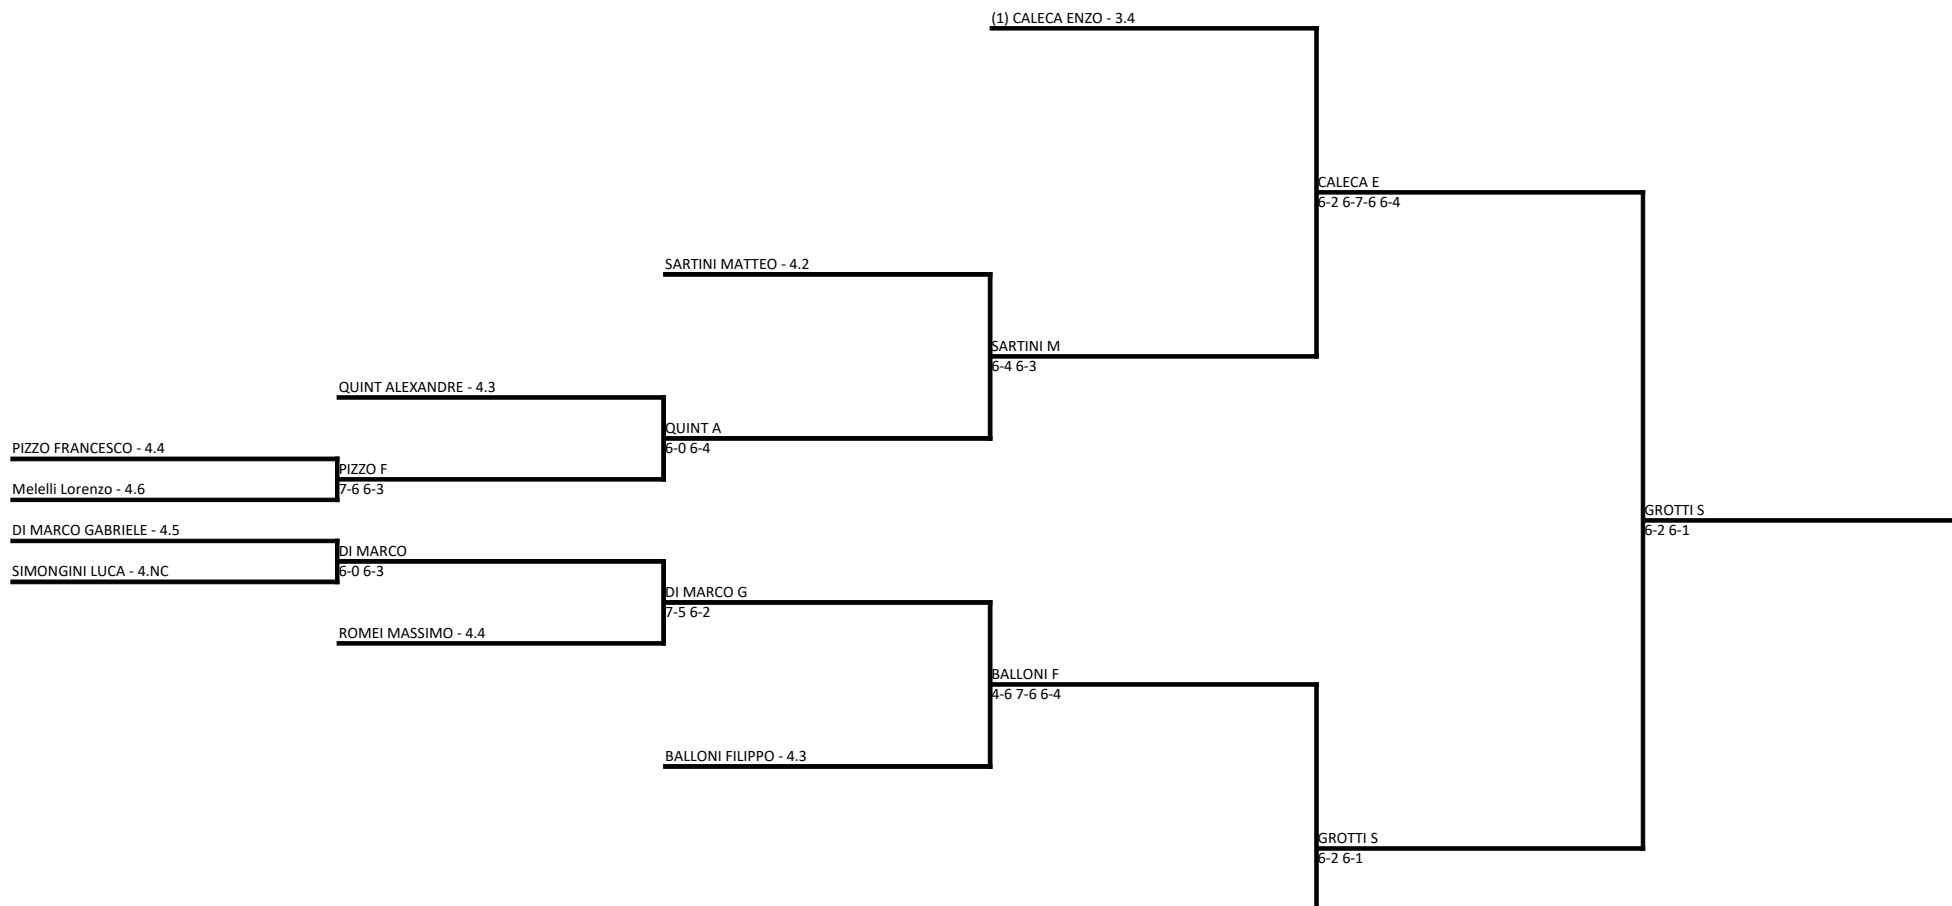 (1) CALECA ENZO - 3.4
CALECA E
6-2 6-7-6 6-4
SARTINI MATTEO - 4.2
SARTINI M
6-4 6-3
QUINT ALEXANDRE - 4.3
QUINT A
6-0 6-4
PIZZO FRANCESCO - 4.4
PIZZO F
7-6 6-3
Melelli Lorenzo - 4.6
GROTTI S
6-2 6-1
DI MARCO GABRIELE - 4.5
DI MARCO
6-0 6-3
SIMONGINI LUCA - 4.NC
DI MARCO G
7-5 6-2
ROMEI MASSIMO - 4.4
BALLONI F
4-6 7-6 6-4
BALLONI FILIPPO - 4.3
GROTTI S
6-2 6-1